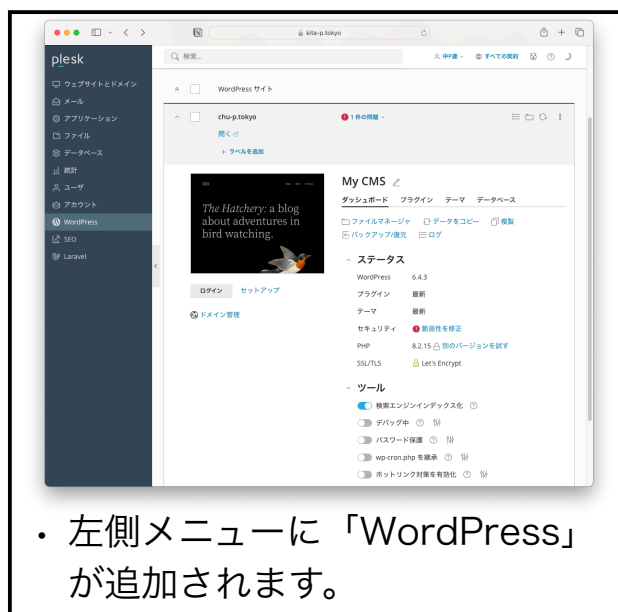 kita-p.tokyo
plesk
検索...
中P連
すべての契約
ウェブサイトとドメイン
メール
アプリケーション
ファイル
データベース
統計
ユーザ
アカウント
WordPress
SEO
Laravel
WordPress サイト
chu-p.tokyo
1 件の問題
開く
+ ラベルを追加
The Hatchery: a blog
about adventures in
bird watching.
ログイン セットアップ
ドメイン管理
My CMS
ダッシュボード プラグイン テーマ データベース
ファイルマネージャ データをコピー 複製
バックアップ/復元 ログ
ステータス
WordPress 6.4.3
プラグイン 最新
テーマ 最新
セキュリティ 脆弱性を修正
PHP 8.2.15 別のバージョンを試す
SSL/TLS Let's Encrypt
ツール
検索エンジンインデックス化
デバッグ中
パスワード保護
wp-cron.php を継承
ホットリンク対策を有効化
・左側メニューに「WordPress」
が追加されます。